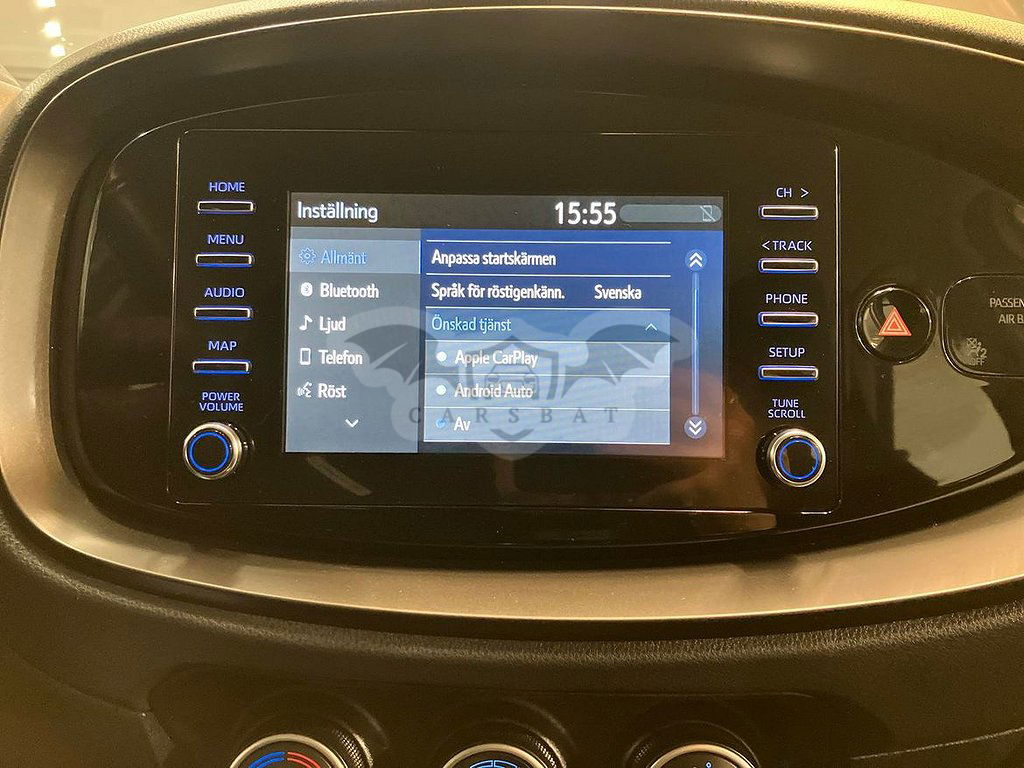 HOME
MENU
AUDIO
MAP
POWER
VOLUME
Inställning 15:55
Allmänt
Bluetooth
Ljud
Telefon
Röst
Anpassa startskärmen
Språk för röstigenkänn. Svenska
Önskad tjänst
Apple CarPlay
Android Auto
Av
CARSBAT
CH >
< TRACK
PHONE
SETUP
TUNE
SCROLL
AIR
OFF